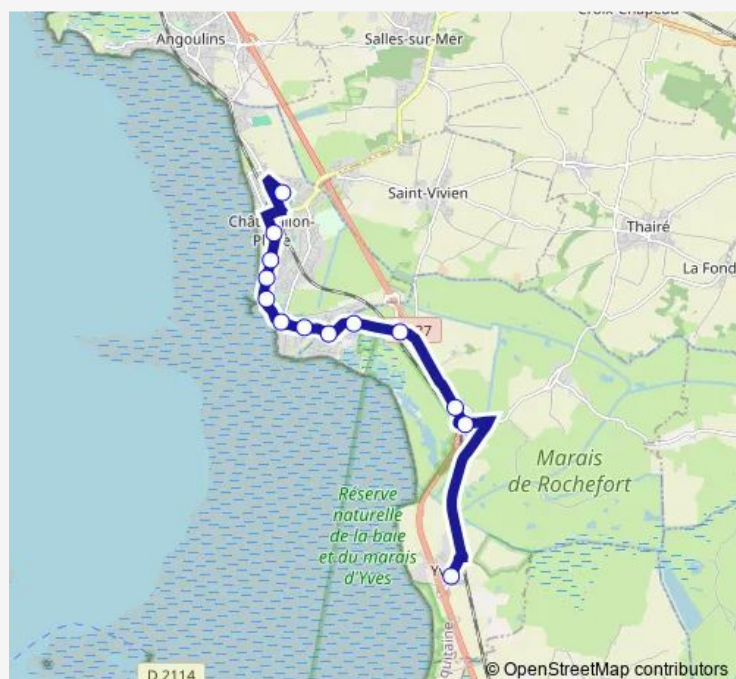 Angoulins
Salles-sur-Mer
Saint-Vivien
Thairé
La Fond
Marais
de Rochefort
Réserve
naturelle
de la baie
et du marais
d'Yves
D 2114
© OpenStreetMap contributors